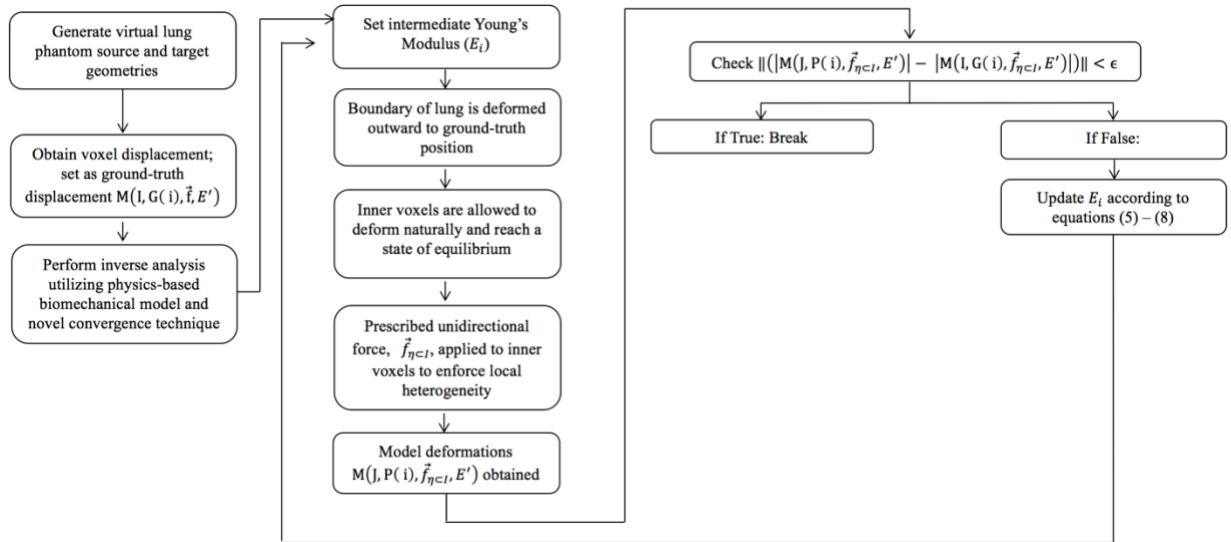 Generate virtual lung
phantom source and target
geometries
Obtain voxel displacement;
set as ground-truth
displacement M(I, G( i), f⃗, E′)
Perform inverse analysis
utilizing physics-based
biomechanical model and
novel convergence technique
Set intermediate Young’s
Modulus (Eᵢ)
Boundary of lung is deformed
outward to ground-truth
position
Inner voxels are allowed to
deform naturally and reach a
state of equilibrium
Prescribed unidirectional
force, f⃗_{η⊂I}, applied to inner
voxels to enforce local
heterogeneity
Model deformations
M(J, P( i), f⃗_{η⊂I}, E′) obtained
Check ‖(|M(J, P( i), f⃗_{η⊂I}, E′)| − |M(I, G( i), f⃗_{η⊂I}, E′)|)‖ < ϵ
If True: Break
If False:
Update Eᵢ according to
equations (5) – (8)